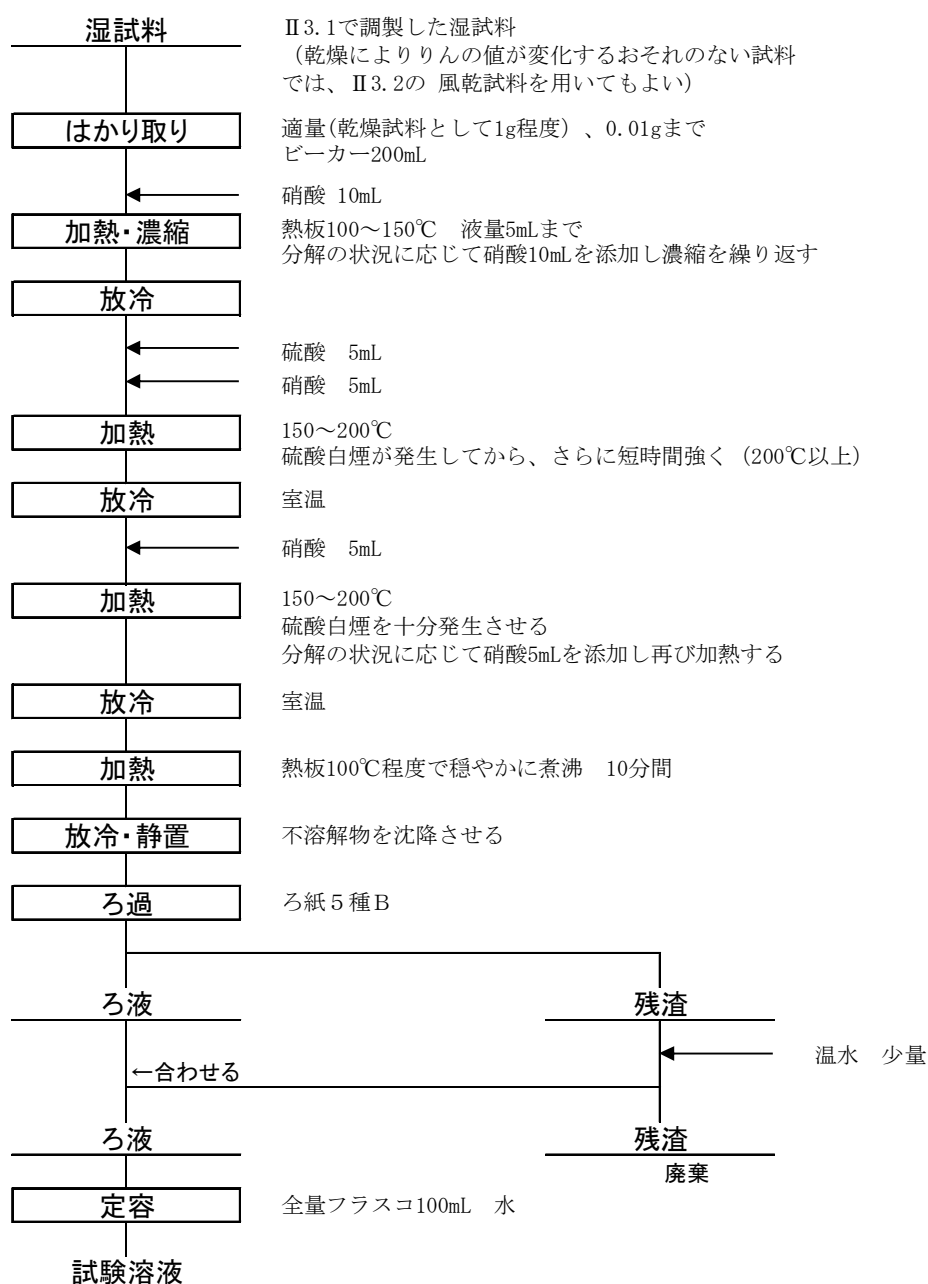 湿試料
Ⅱ3.1で調製した湿試料
（乾燥によりりんの値が変化するおそれのない試料
では、Ⅱ3.2の 風乾試料を用いてもよい）
はかり取り
適量(乾燥試料として1g程度）、0.01gまで
ビーカー200mL
硝酸 10mL
加熱・濃縮
熱板100～150℃　液量5mLまで
分解の状況に応じて硝酸10mLを添加し濃縮を繰り返す
放冷
硫酸　5mL
硝酸　5mL
加熱
150～200℃
硫酸白煙が発生してから、さらに短時間強く（200℃以上）
放冷
室温
硝酸　5mL
加熱
150～200℃
硫酸白煙を十分発生させる
分解の状況に応じて硝酸5mLを添加し再び加熱する
放冷
室温
加熱
熱板100℃程度で穏やかに煮沸　10分間
放冷・静置
不溶解物を沈降させる
ろ過
ろ紙５種Ｂ
ろ液
残渣
温水　少量
←合わせる
ろ液
残渣
廃棄
定容
全量フラスコ100mL　水
試験溶液